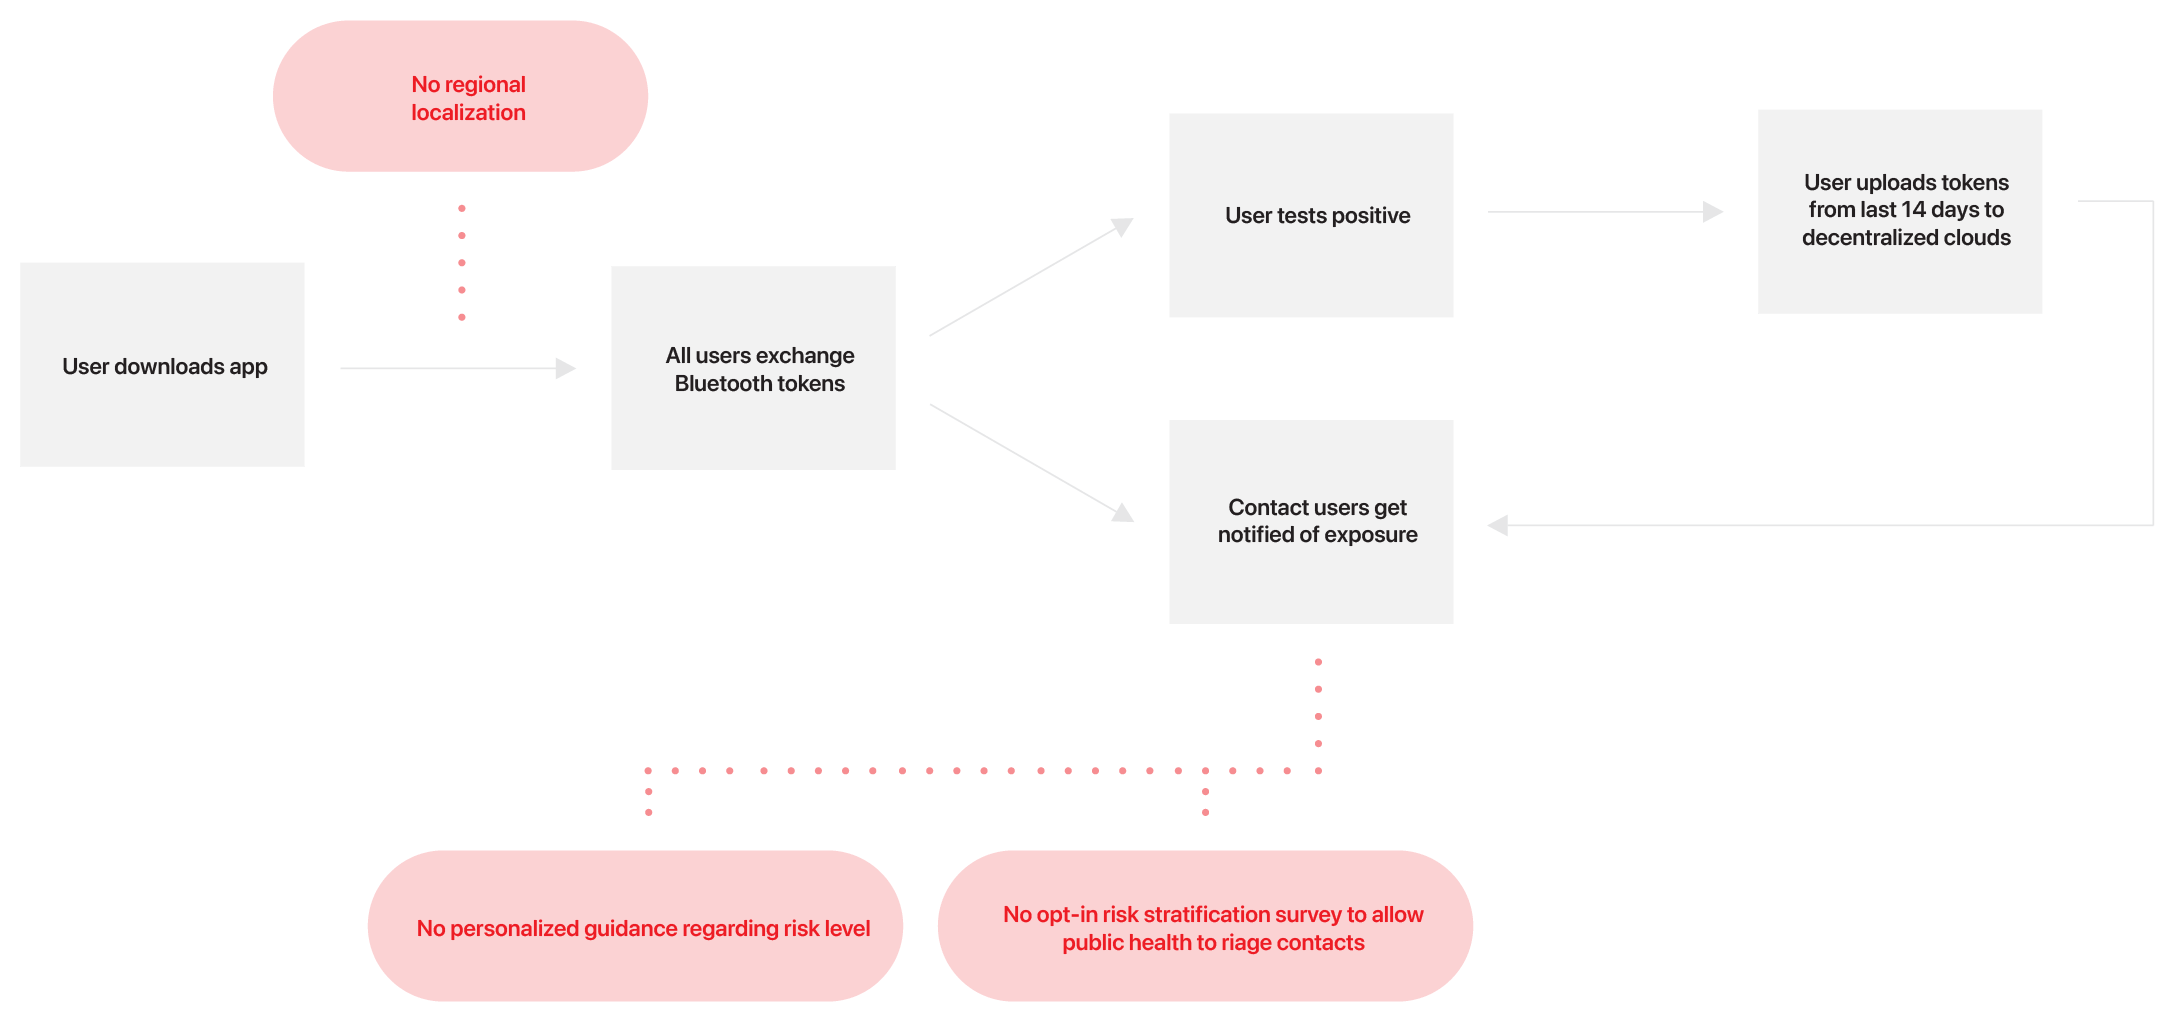 No regional
localization
User downloads app
All users exchange
Bluetooth tokens
User tests positive
User uploads tokens
from last 14 days to
decentralized clouds
Contact users get
notified of exposure
No personalized guidance regarding risk level
No opt-in risk stratification survey to allow
public health to riage contacts